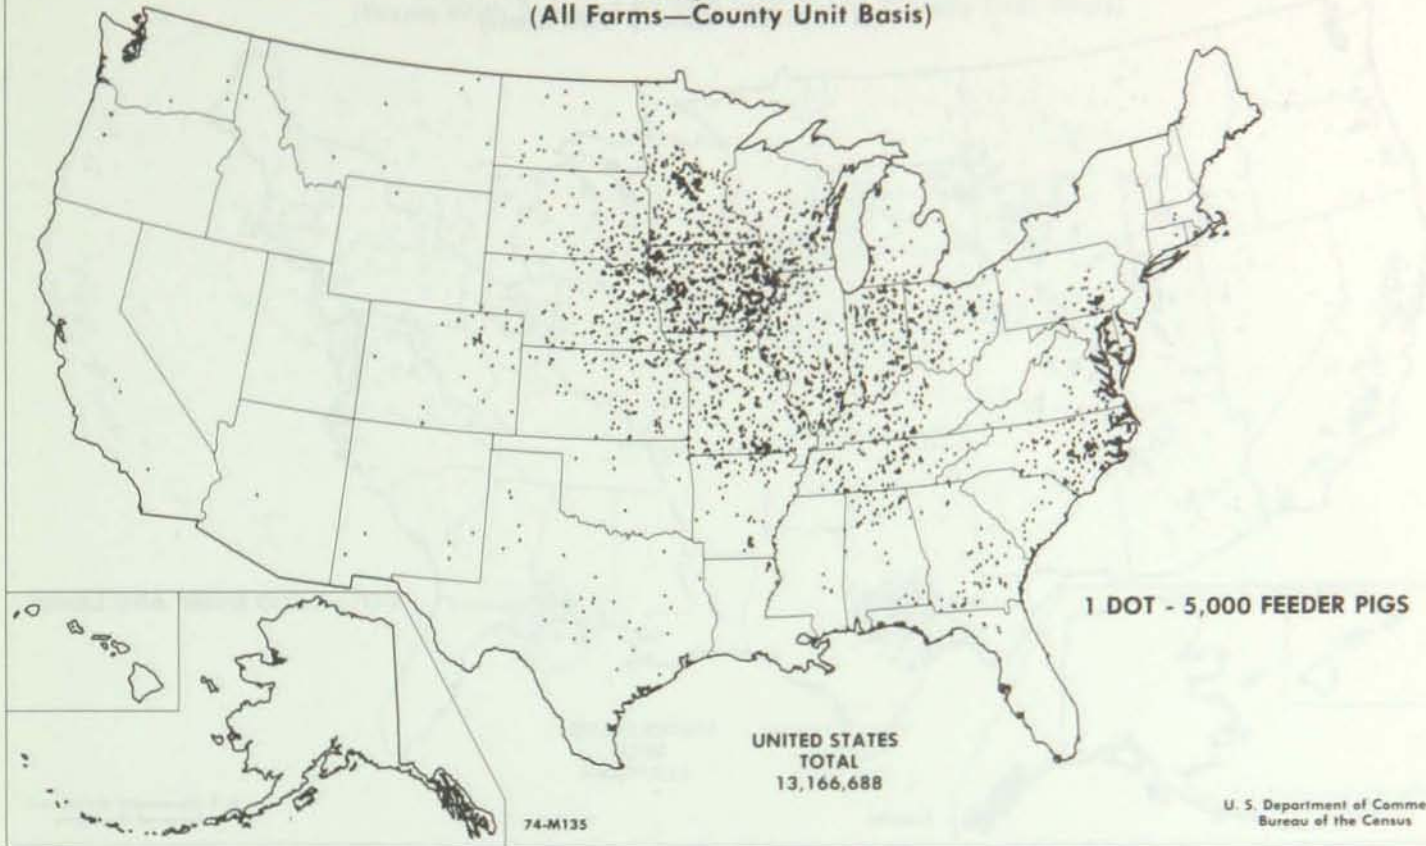 (All Farms—County Unit Basis)
1 DOT - 5,000 FEEDER PIGS
UNITED STATES
TOTAL
13,166,688
74-M135
U. S. Department of Comme
Bureau of the Census